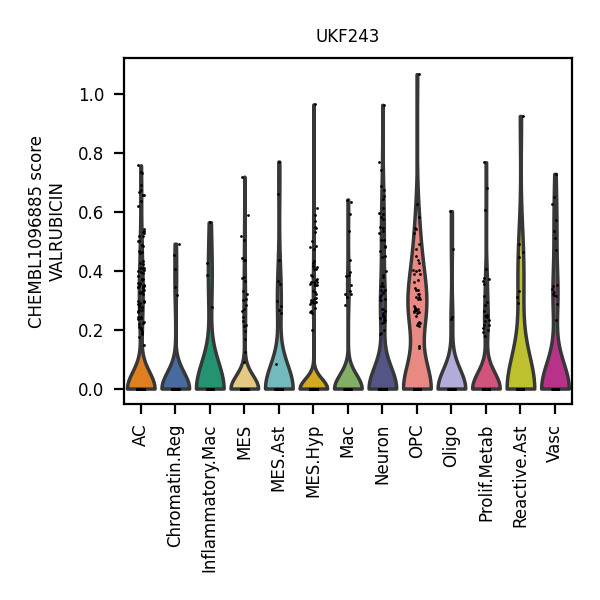 UKF243
CHEMBL1096885 score
VALRUBICIN
1.0
0.8
0.6
0.4
0.2
0.0
AC
Chromatin.Reg
Inflammatory.Mac
MES
MES.Ast
MES.Hyp
Mac
Neuron
OPC
Oligo
Prolif.Metab
Reactive.Ast
Vasc